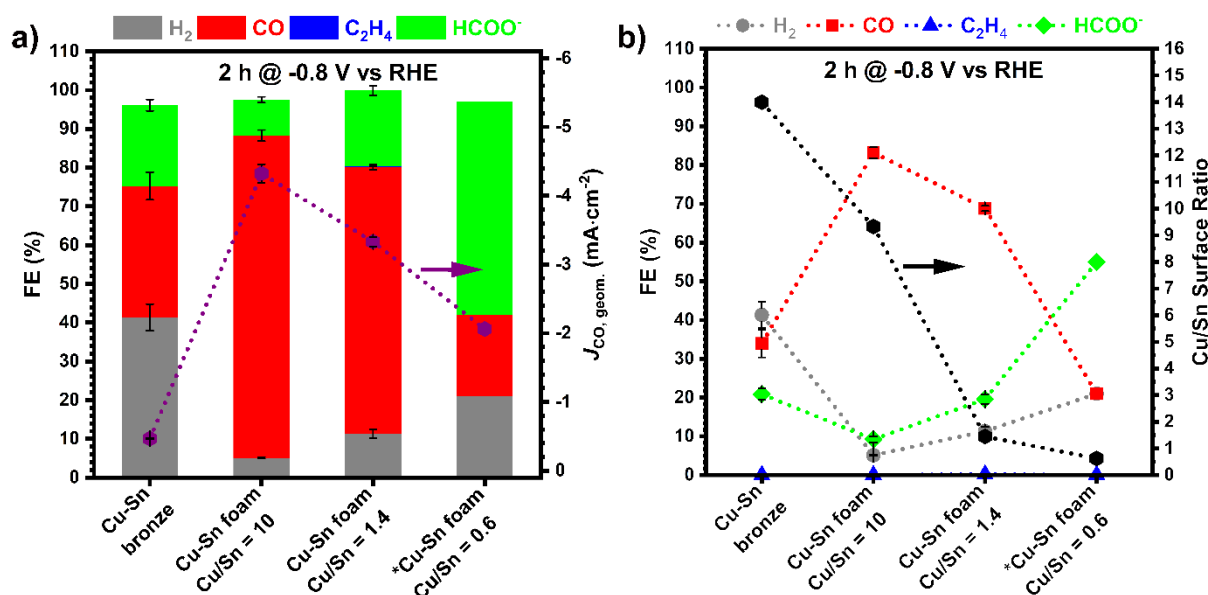 a)
H₂ CO C₂H₄ HCOO⁻
2 h @ -0.8 V vs RHE
FE (%)
110
100
90
80
70
60
50
40
30
20
10
0
-6
-5
-4
-3
-2
-1
0
J_CO, geom. (mA·cm⁻²)
Cu-Sn
bronze
Cu-Sn foam
Cu/Sn = 10
Cu-Sn foam
Cu/Sn = 1.4
*Cu-Sn foam
Cu/Sn = 0.6
b)
H₂ CO C₂H₄ HCOO⁻
2 h @ -0.8 V vs RHE
FE (%)
110
100
90
80
70
60
50
40
30
20
10
0
16
15
14
13
12
11
10
9
8
7
6
5
4
3
2
1
0
Cu/Sn Surface Ratio
Cu-Sn
bronze
Cu-Sn foam
Cu/Sn = 10
Cu-Sn foam
Cu/Sn = 1.4
*Cu-Sn foam
Cu/Sn = 0.6